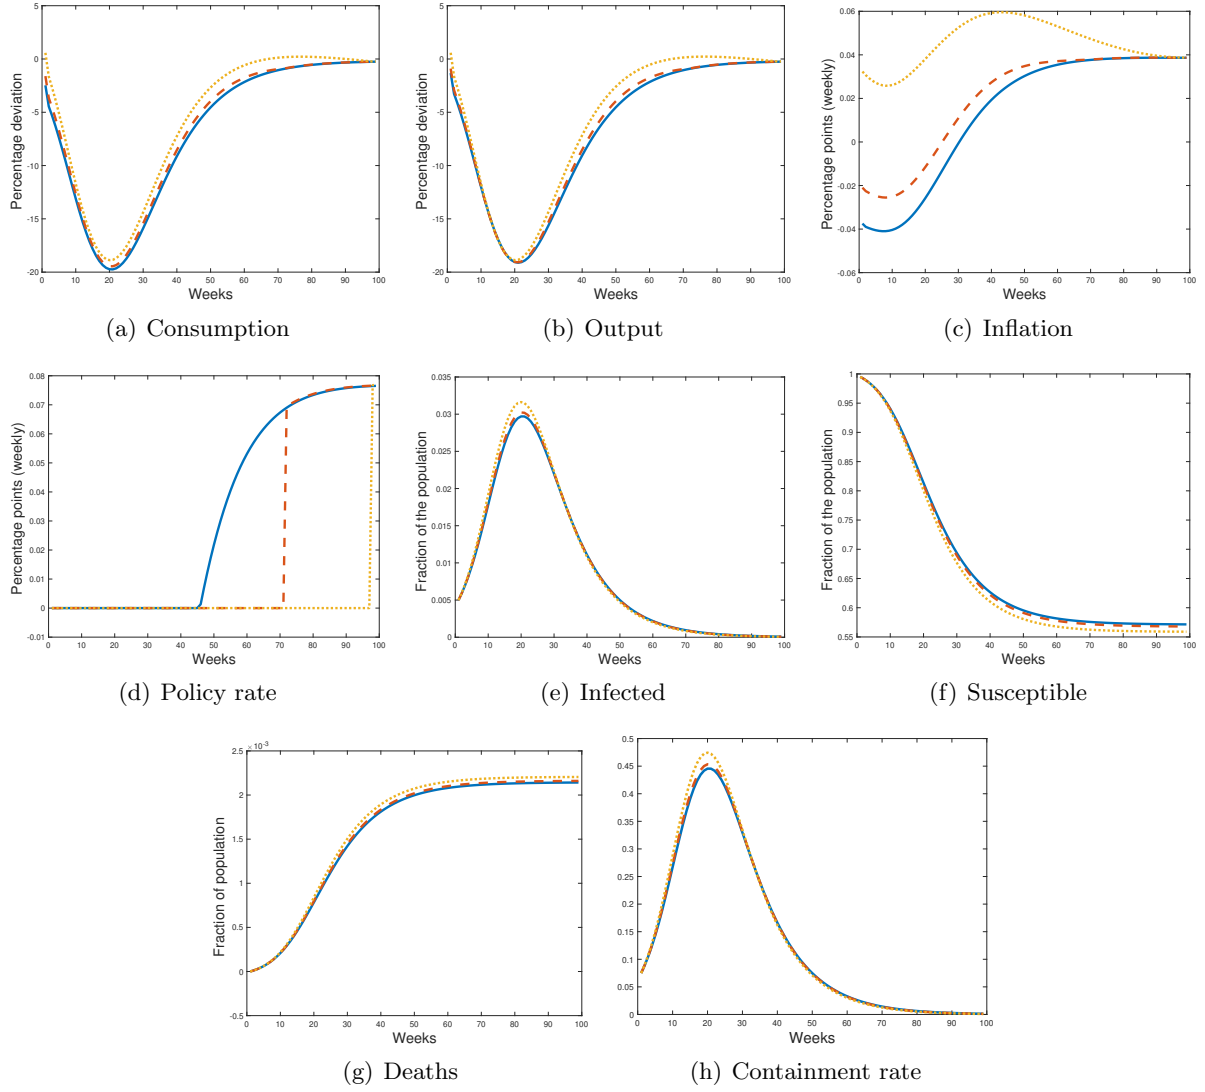 5
0
-5
-10
-15
-20
Percentage deviation
0 10 20 30 40 50 60 70 80 90 100
Weeks
(a) Consumption
5
0
-5
-10
-15
-20
Percentage deviation
0 10 20 30 40 50 60 70 80 90 100
Weeks
(b) Output
0.06
0.04
0.02
0
-0.02
-0.04
-0.06
Percentage points (weekly)
0 10 20 30 40 50 60 70 80 90 100
Weeks
(c) Inflation
0.08
0.07
0.06
0.05
0.04
0.03
0.02
0.01
0
-0.01
Percentage points (weekly)
0 10 20 30 40 50 60 70 80 90 100
Weeks
(d) Policy rate
0.035
0.03
0.025
0.02
0.015
0.01
0.005
0
Fraction of the population
0 10 20 30 40 50 60 70 80 90 100
Weeks
(e) Infected
1
0.95
0.9
0.85
0.8
0.75
0.7
0.65
0.6
0.55
Fraction of the population
0 10 20 30 40 50 60 70 80 90 100
Weeks
(f) Susceptible
× 10⁻³
2.5
2
1.5
1
0.5
0
-0.5
Fraction of population
0 10 20 30 40 50 60 70 80 90 100
Weeks
(g) Deaths
0.5
0.45
0.4
0.35
0.3
0.25
0.2
0.15
0.1
0.05
0
0 10 20 30 40 50 60 70 80 90 100
Weeks
(h) Containment rate